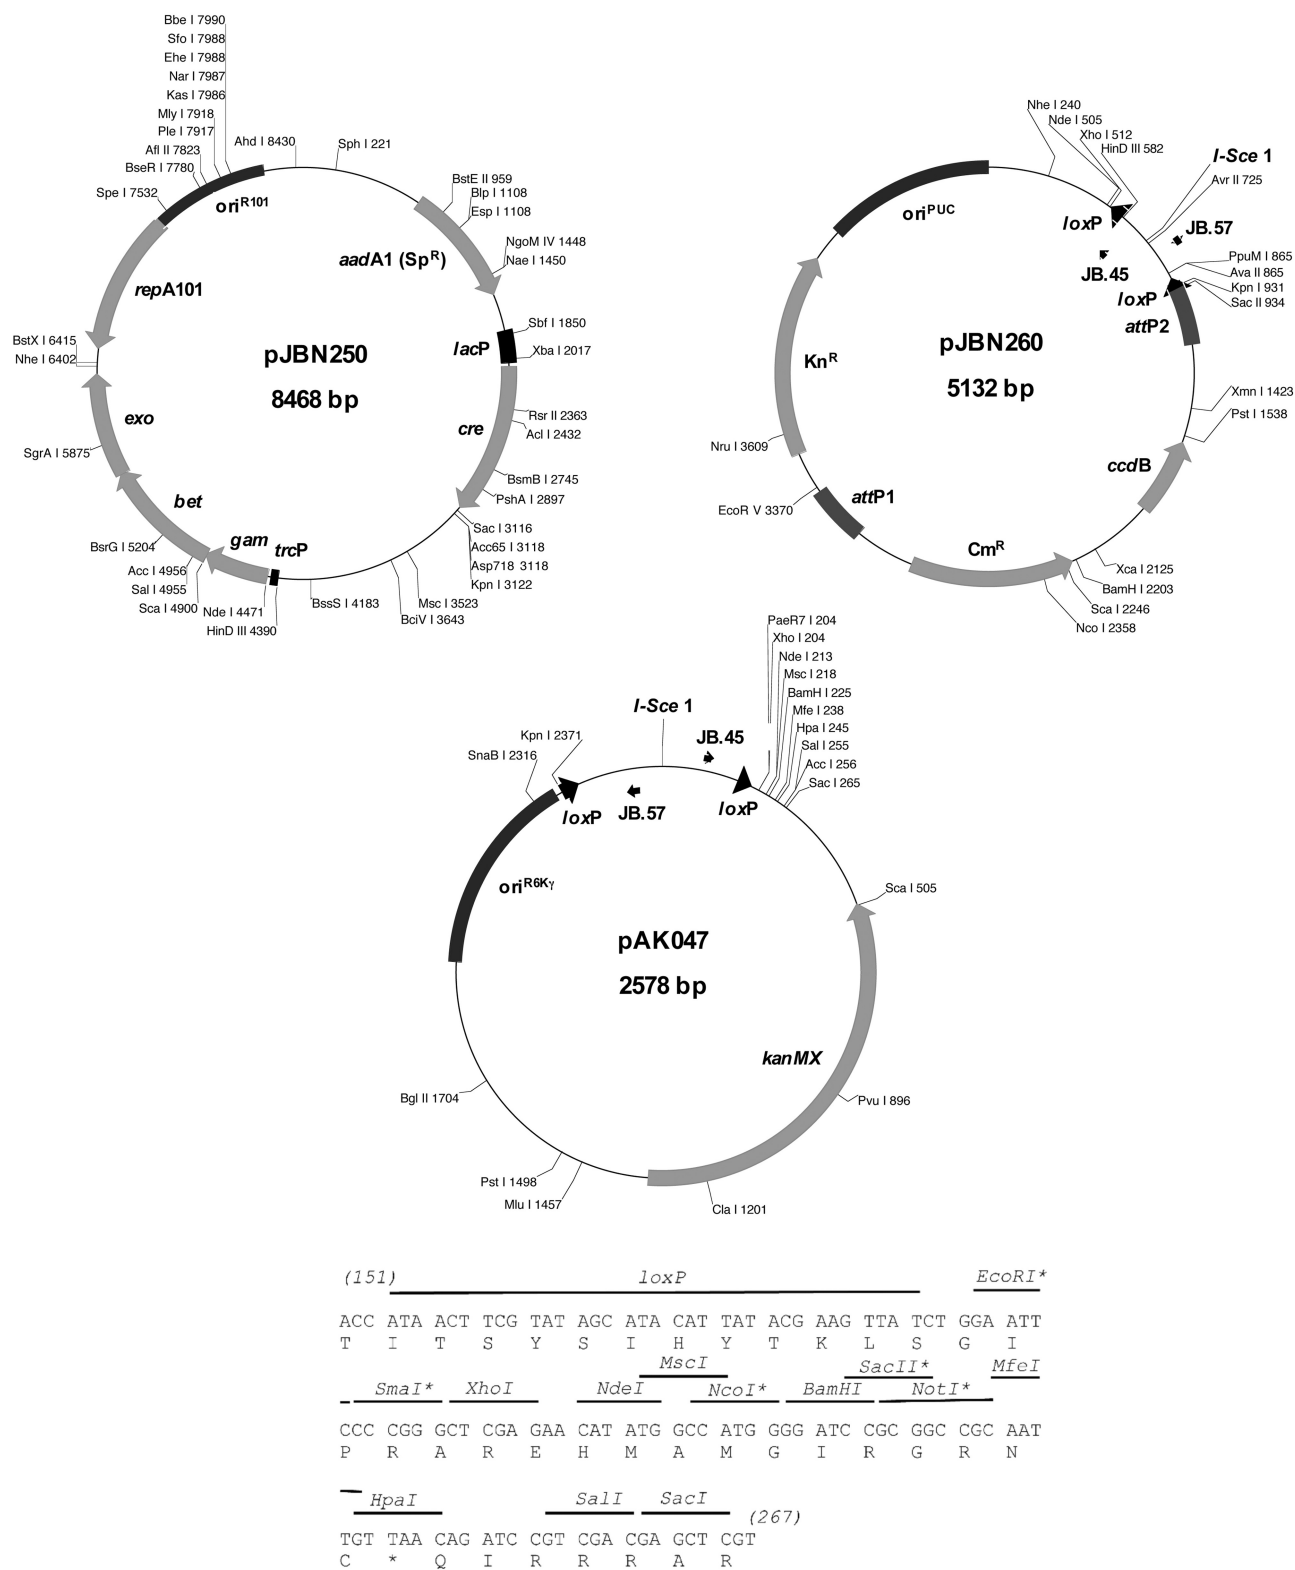 Bbe I 7990
Sfo I 7988
Ehe I 7988
Nar I 7987
Kas I 7986
Mly I 7918
Ple I 7917
Afl II 7823
BseR I 7780
Spe I 7532
Ahd I 8430
Sph I 221
BstE II 959
Blp I 1108
Esp I 1108
NgoM IV 1448
Nae I 1450
Sbf I 1850
Xba I 2017
Rsr II 2363
Acl I 2432
BsmB I 2745
PshA I 2897
Sac I 3116
Acc65 I 3118
Asp718 3118
Kpn I 3122
Msc I 3523
BciV I 3643
BssS I 4183
HinD III 4390
Nde I 4471
Sca I 4900
Sal I 4955
Acc I 4956
BsrG I 5204
SgrA I 5875
Nhe I 6402
BstX I 6415
oriR101
aadA1 (SpR)
lacP
cre
trcP
gam
bet
exo
repA101
pJBN250
8468 bp
Nhe I 240
Nde I 505
Xho I 512
HinD III 582
I-Sce 1
Avr II 725
JB.57
PpuM I 865
Ava II 865
Kpn I 931
Sac II 934
loxP
JB.45
loxP
attP2
Xmn I 1423
Pst I 1538
ccdB
Xca I 2125
BamH I 2203
Sca I 2246
Nco I 2358
CmR
attP1
EcoR V 3370
Nru I 3609
KnR
oriPUC
pJBN260
5132 bp
PaeR7 I 204
Xho I 204
Nde I 213
Msc I 218
BamH I 225
Mfe I 238
Hpa I 245
Sal I 255
Acc I 256
Sac I 265
I-Sce 1
JB.45
Kpn I 2371
SnaB I 2316
loxP
JB.57
loxP
oriR6Kγ
Sca I 505
pAK047
2578 bp
kanMX
Pvu I 896
Cla I 1201
Mlu I 1457
Pst I 1498
Bgl II 1704
(151) loxP EcoRI*
ACC ATA ACT TCG TAT AGC ATA CAT TAT ACG AAG TTA TCT GGA ATT
T I T S Y S I H Y T K L S G I
MscI SacII* MfeI
SmaI* XhoI NdeI NcoI* BamHI NotI*
CCC CGG GCT CGA GAA CAT ATG GCC ATG GGG ATC CGC GGC CGC AAT
P R A R E H M A M G I R G R N
HpaI SalI SacI (267)
TGT TAA CAG ATC CGT CGA CGA GCT CGT
C * Q I R R R A R